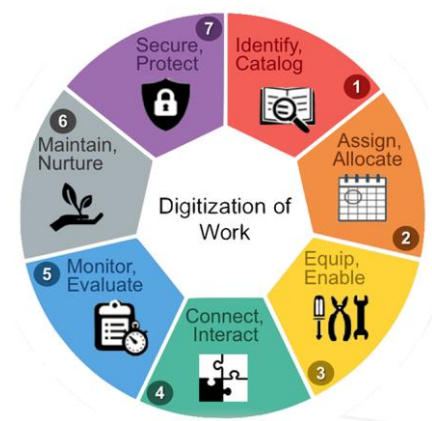 7
Secure,
Protect
Identify,
Catalog
1
Assign,
Allocate
2
Equip,
Enable
3
Connect,
Interact
4
5
Monitor,
Evaluate
6
Maintain,
Nurture
Digitization of
Work